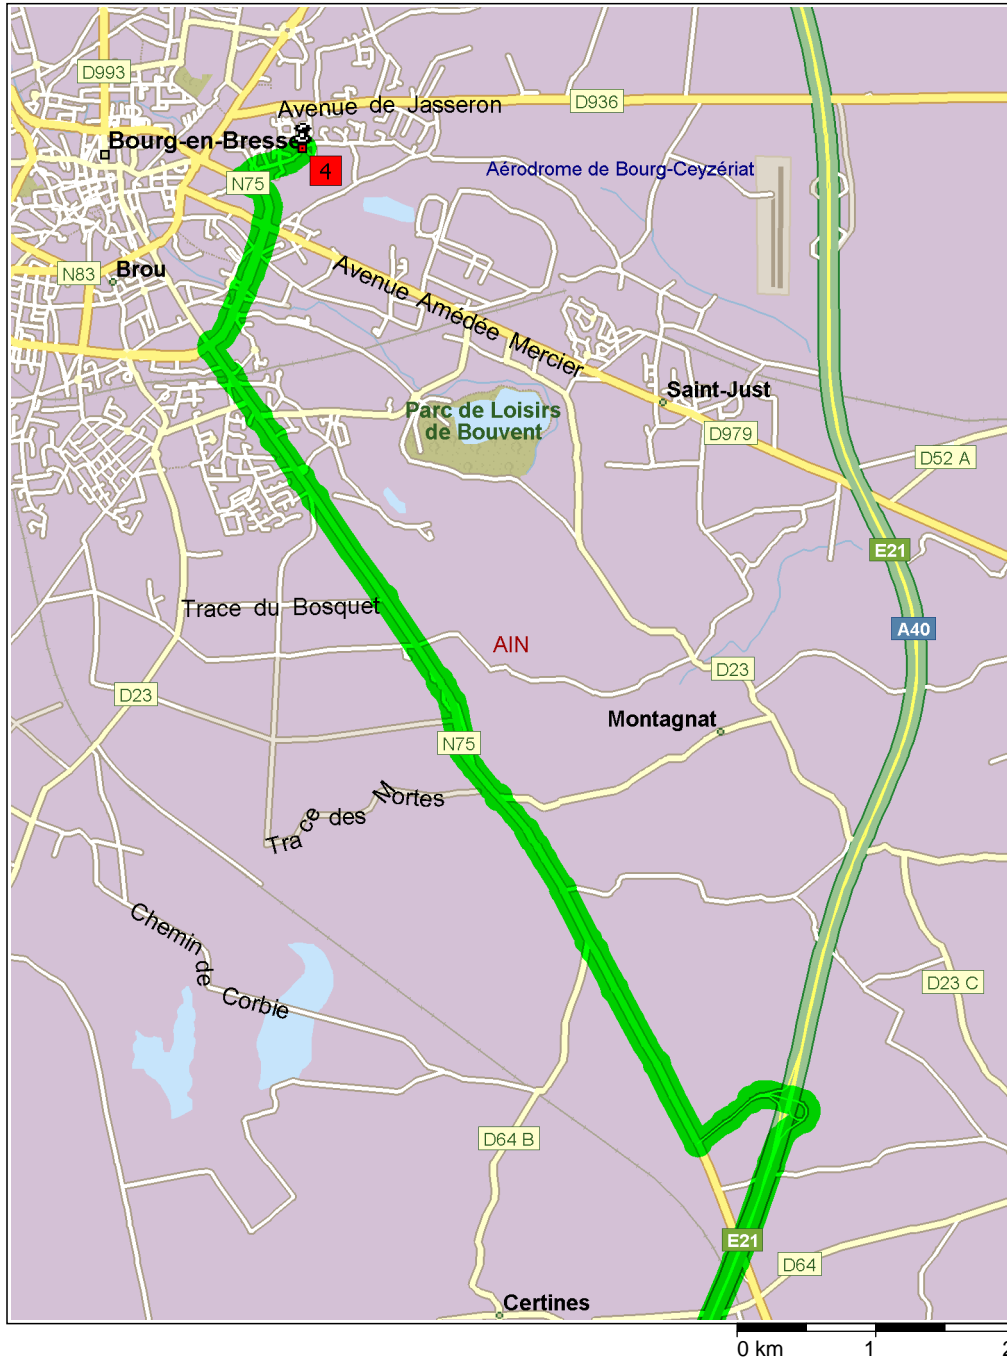 D993
Avenue de Jasseron
D936
Bourg-en-Bresse
4
Aérodrome de Bourg-Ceyzériat
N75
N83
Brou
Avenue Amédée Mercier
Saint-Just
Parc de Loisirs
de Bouvent
D979
D52 A
E21
Trace du Bosquet
A40
AIN
D23
D23
Montagnat
N75
Trace des Mortes
Chemin de Corbie
D23 C
D64 B
E21
D64
Certines
0 km
1
2